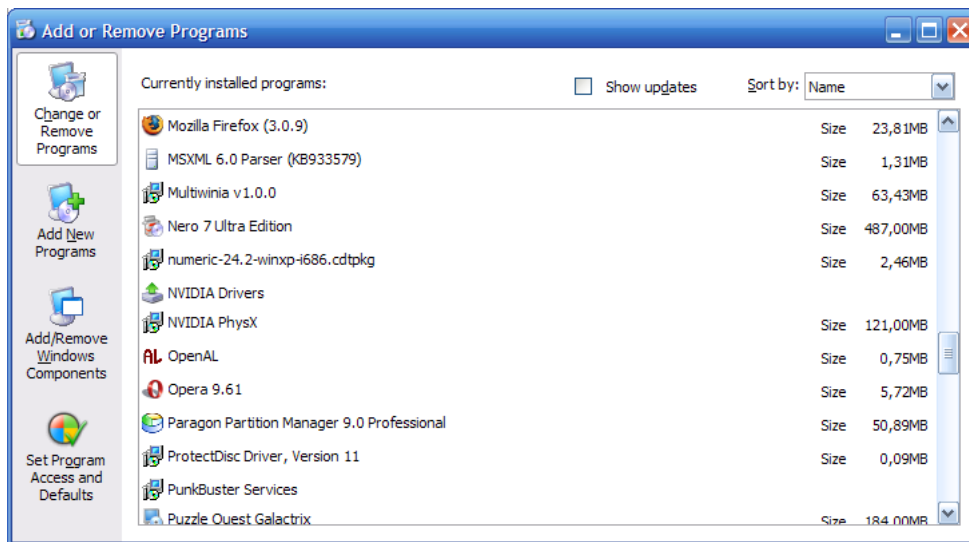 Add or Remove Programs
Change or
Remove
Programs
Add New
Programs
Add/Remove
Windows
Components
Set Program
Access and
Defaults
Currently installed programs:
Show updates
Sort by: Name
Mozilla Firefox (3.0.9) Size 23,81MB
MSXML 6.0 Parser (KB933579) Size 1,31MB
Multiwinia v1.0.0 Size 63,43MB
Nero 7 Ultra Edition Size 487,00MB
numeric-24.2-winxp-i686.cdtpkg Size 2,46MB
NVIDIA Drivers
NVIDIA PhysX Size 121,00MB
AL OpenAL Size 0,75MB
Opera 9.61 Size 5,72MB
Paragon Partition Manager 9.0 Professional Size 50,89MB
ProtectDisc Driver, Version 11 Size 0,09MB
PunkBuster Services
Puzzle Quest Galactrix Size 184,00MB